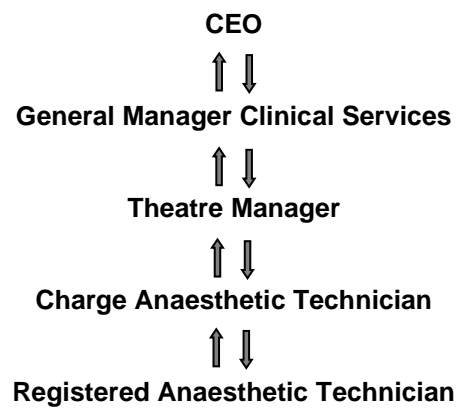 CEO
General Manager Clinical Services
Theatre Manager
Charge Anaesthetic Technician
Registered Anaesthetic Technician